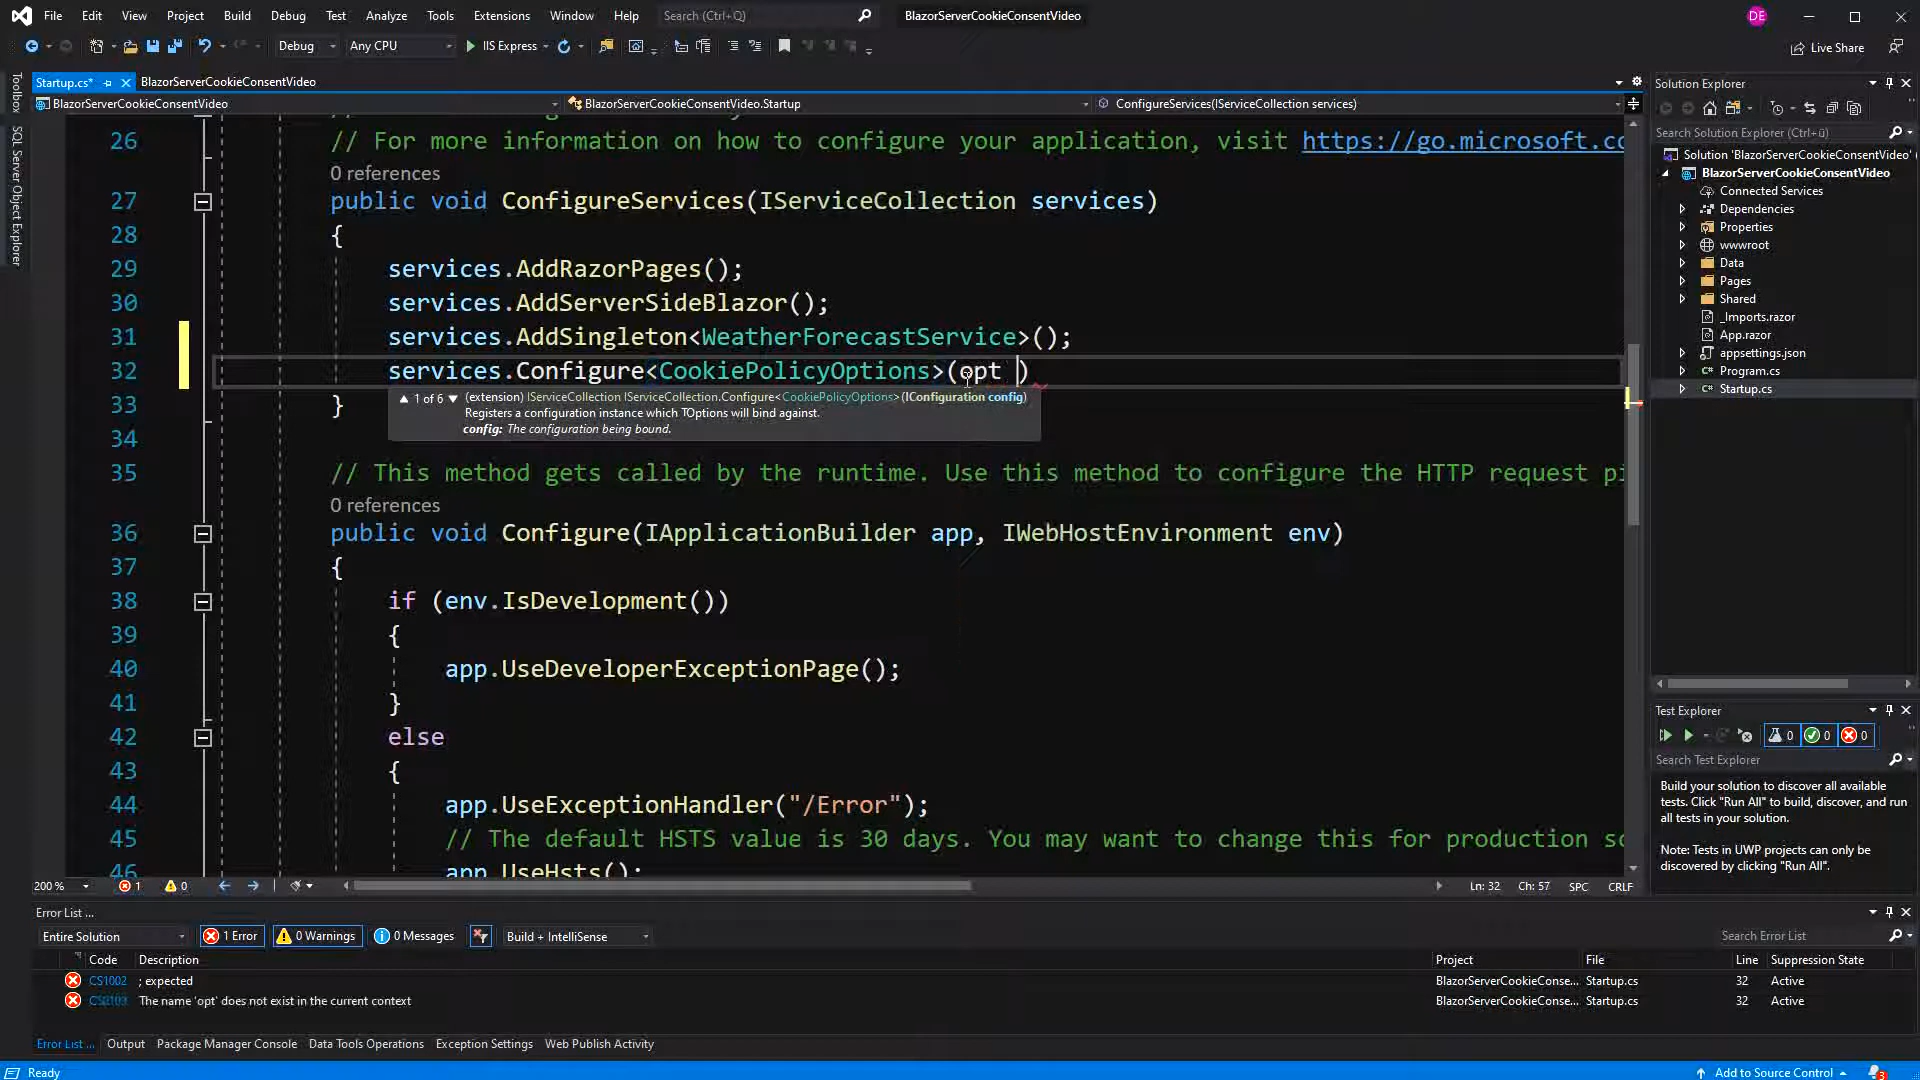 File Edit View Project Build Debug Test Analyze Tools Extensions Window Help Search (Ctrl+Q) BlazorServerCookieConsentVideo DE
Debug Any CPU IIS Express Live Share
Startup.cs* BlazorServerCookieConsentVideo
BlazorServerCookieConsentVideo BlazorServerCookieConsentVideo.Startup ConfigureServices(IServiceCollection services)
Toolbox
SQL Server Object Explorer
26 // For more information on how to configure your application, visit https://go.microsoft.co
0 references
27 public void ConfigureServices(IServiceCollection services)
28 {
29 services.AddRazorPages();
30 services.AddServerSideBlazor();
31 services.AddSingleton<WeatherForecastService>();
32 services.Configure<CookiePolicyOptions>(opt )
1 of 6 (extension) IServiceCollection IServiceCollection.Configure<CookiePolicyOptions>(IConfiguration config)
Registers a configuration instance which TOptions will bind against.
config: The configuration being bound.
33 }
34
35 // This method gets called by the runtime. Use this method to configure the HTTP request pi
0 references
36 public void Configure(IApplicationBuilder app, IWebHostEnvironment env)
37 {
38 if (env.IsDevelopment())
39 {
40 app.UseDeveloperExceptionPage();
41 }
42 else
43 {
44 app.UseExceptionHandler("/Error");
45 // The default HSTS value is 30 days. You may want to change this for production sc
46 app.UseHsts();
200 % 1 0 Ln: 32 Ch: 57 SPC CRLF
Solution Explorer
Search Solution Explorer (Ctrl+ü)
Solution 'BlazorServerCookieConsentVideo'
BlazorServerCookieConsentVideo
Connected Services
Dependencies
Properties
wwwroot
Data
Pages
Shared
_Imports.razor
App.razor
appsettings.json
Program.cs
Startup.cs
Test Explorer
0 0 0
Search Test Explorer
Build your solution to discover all available
tests. Click "Run All" to build, discover, and run
all tests in your solution.
Note: Tests in UWP projects can only be
discovered by clicking "Run All".
Error List ...
Entire Solution 1 Error 0 Warnings 0 Messages Build + IntelliSense Search Error List
Code Description Project File Line Suppression State
CS1002 ; expected BlazorServerCookieConse... Startup.cs 32 Active
CS0103 The name 'opt' does not exist in the current context BlazorServerCookieConse... Startup.cs 32 Active
Error List ... Output Package Manager Console Data Tools Operations Exception Settings Web Publish Activity
Ready Add to Source Control 3